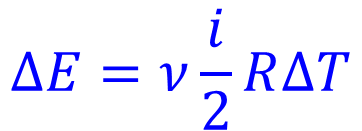 ΔE = ν i/2 RΔT